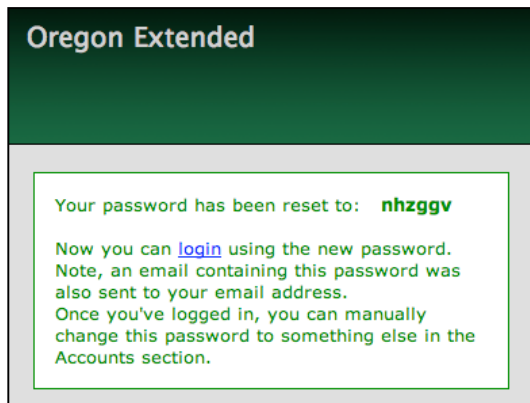 Oregon Extended
Your password has been reset to: nhzggv
Now you can login using the new password.
Note, an email containing this password was
also sent to your email address.
Once you've logged in, you can manually
change this password to something else in the
Accounts section.